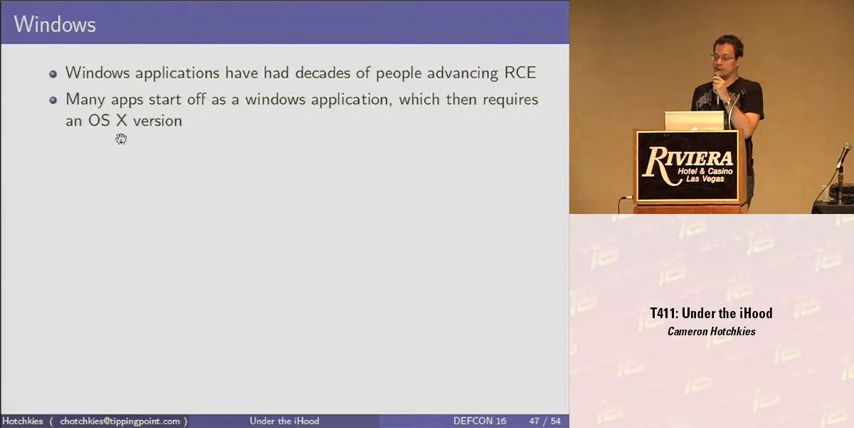 Windows
Windows applications have had decades of people advancing RCE
Many apps start off as a windows application, which then requires
an OS X version
RIVIERA
Hotel & Casino
Las Vegas
T411: Under the iHood
Cameron Hotchkies
Hotchkies ( chotchkies@tippingpoint.com ) Under the iHood DEFCON 16 47 / 54